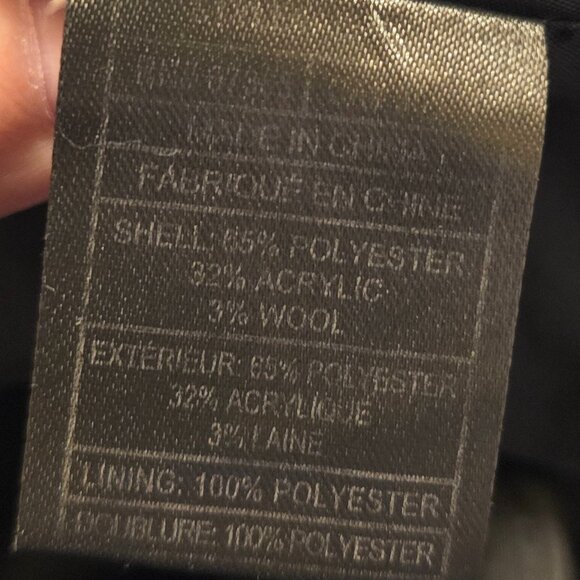 MADE IN CHINA
FABRIQUÉ EN CHINE
SHELL: 65% POLYESTER
32% ACRYLIC
3% WOOL
EXTÉRIEUR: 65% POLYESTER
32% ACRYLIQUE
3% LAINE
LINING: 100% POLYESTER
DOUBLURE: 100% POLYESTER